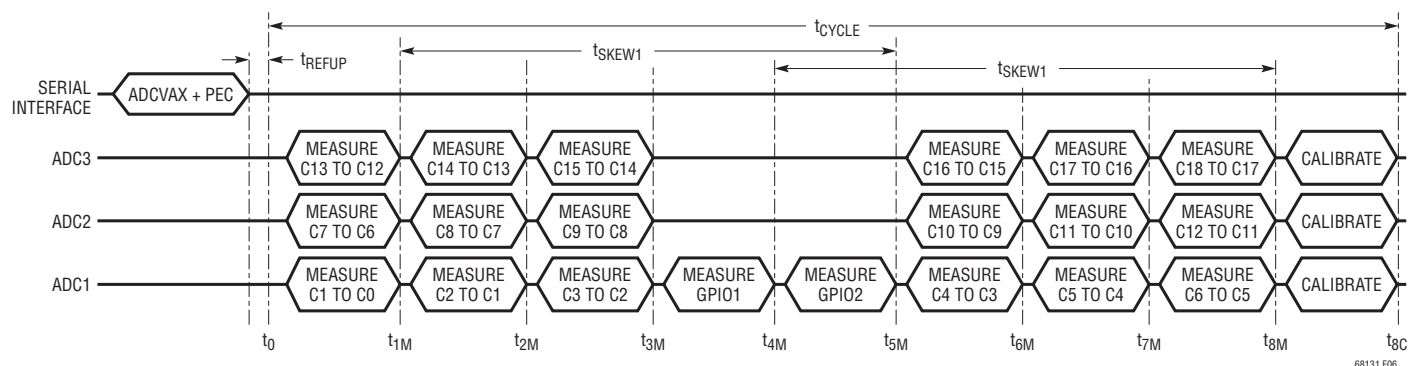 tCYCLE
tREFUP
tSKEW1
tSKEW1
SERIAL
INTERFACE
ADCVAX + PEC
ADC3
MEASURE
C13 TO C12
MEASURE
C14 TO C13
MEASURE
C15 TO C14
MEASURE
C16 TO C15
MEASURE
C17 TO C16
MEASURE
C18 TO C17
CALIBRATE
ADC2
MEASURE
C7 TO C6
MEASURE
C8 TO C7
MEASURE
C9 TO C8
MEASURE
C10 TO C9
MEASURE
C11 TO C10
MEASURE
C12 TO C11
CALIBRATE
ADC1
MEASURE
C1 TO C0
MEASURE
C2 TO C1
MEASURE
C3 TO C2
MEASURE
GPIO1
MEASURE
GPIO2
MEASURE
C4 TO C3
MEASURE
C5 TO C4
MEASURE
C6 TO C5
CALIBRATE
t0 t1M t2M t3M t4M t5M t6M t7M t8M t8C
68131 F06